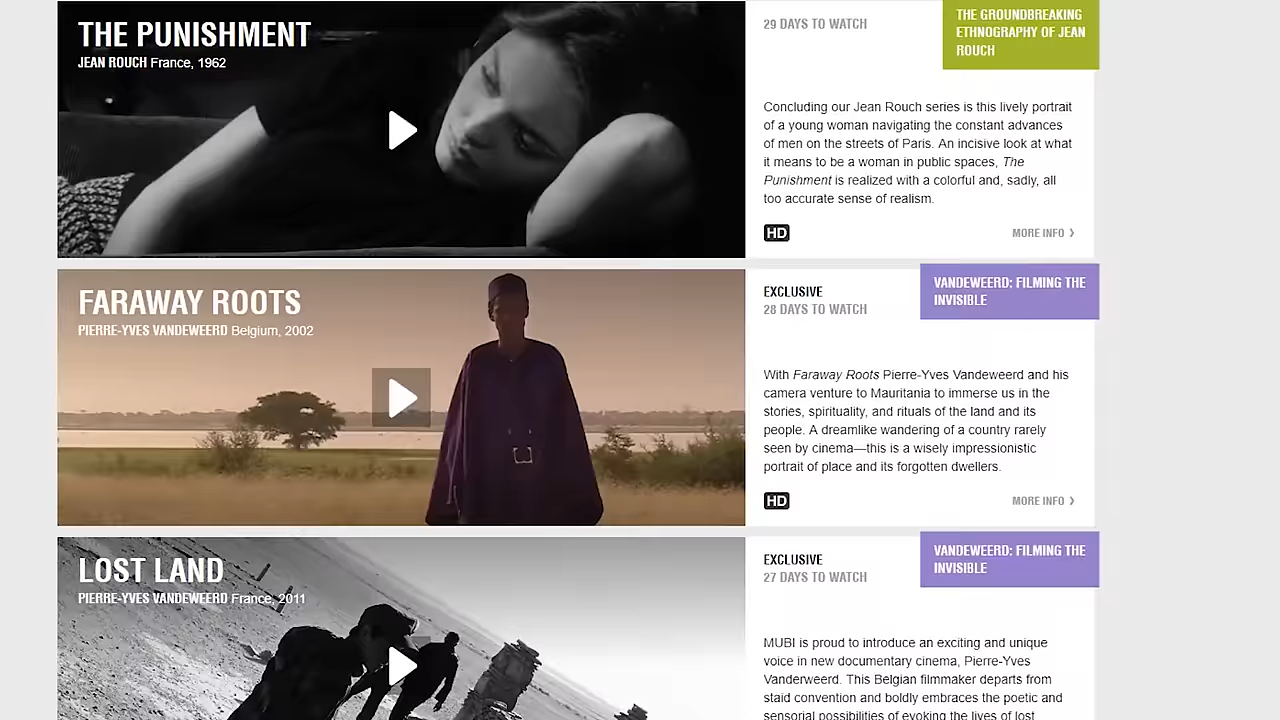 THE PUNISHMENT
JEAN ROUCH France, 1962
29 DAYS TO WATCH
THE GROUNDBREAKING
ETHNOGRAPHY OF JEAN
ROUCH
Concluding our Jean Rouch series is this lively portrait
of a young woman navigating the constant advances
of men on the streets of Paris. An incisive look at what
it means to be a woman in public spaces, The
Punishment is realized with a colorful and, sadly, all
too accurate sense of realism.
HD
MORE INFO ❯
FARAWAY ROOTS
PIERRE-YVES VANDEWEERD Belgium, 2002
EXCLUSIVE
28 DAYS TO WATCH
VANDEWEERD: FILMING THE
INVISIBLE
With Faraway Roots Pierre-Yves Vandeweerd and his
camera venture to Mauritania to immerse us in the
stories, spirituality, and rituals of the land and its
people. A dreamlike wandering of a country rarely
seen by cinema—this is a wisely impressionistic
portrait of place and its forgotten dwellers.
HD
MORE INFO ❯
LOST LAND
PIERRE-YVES VANDEWEERD France, 2011
EXCLUSIVE
27 DAYS TO WATCH
VANDEWEERD: FILMING THE
INVISIBLE
MUBI is proud to introduce an exciting and unique
voice in new documentary cinema, Pierre-Yves
Vanderweerd. This Belgian filmmaker departs from
staid convention and boldly embraces the poetic and
sensorial possibilities of evoking the lives of lost